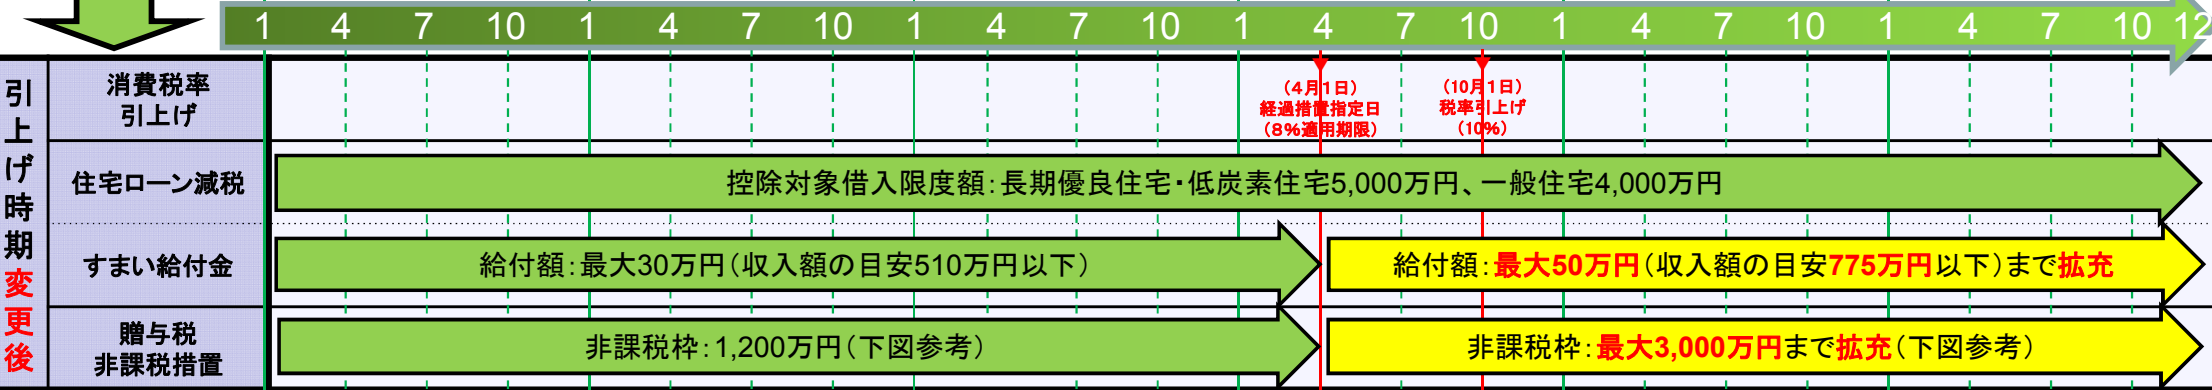 1 4 7 10 1 4 7 10 1 4 7 10 1 4 7 10 1 4 7 10 1 4 7 10 12
引上げ時期変更後
消費税率
引上げ
(4月1日)
経過措置指定日
(8%適用期限)
(10月1日)
税率引上げ
(10%)
住宅ローン減税
控除対象借入限度額:長期優良住宅・低炭素住宅5,000万円、一般住宅4,000万円
すまい給付金
給付額:最大30万円(収入額の目安510万円以下)
給付額:最大50万円(収入額の目安775万円以下)まで拡充
贈与税
非課税措置
非課税枠:1,200万円(下図参考)
非課税枠:最大3,000万円まで拡充(下図参考)